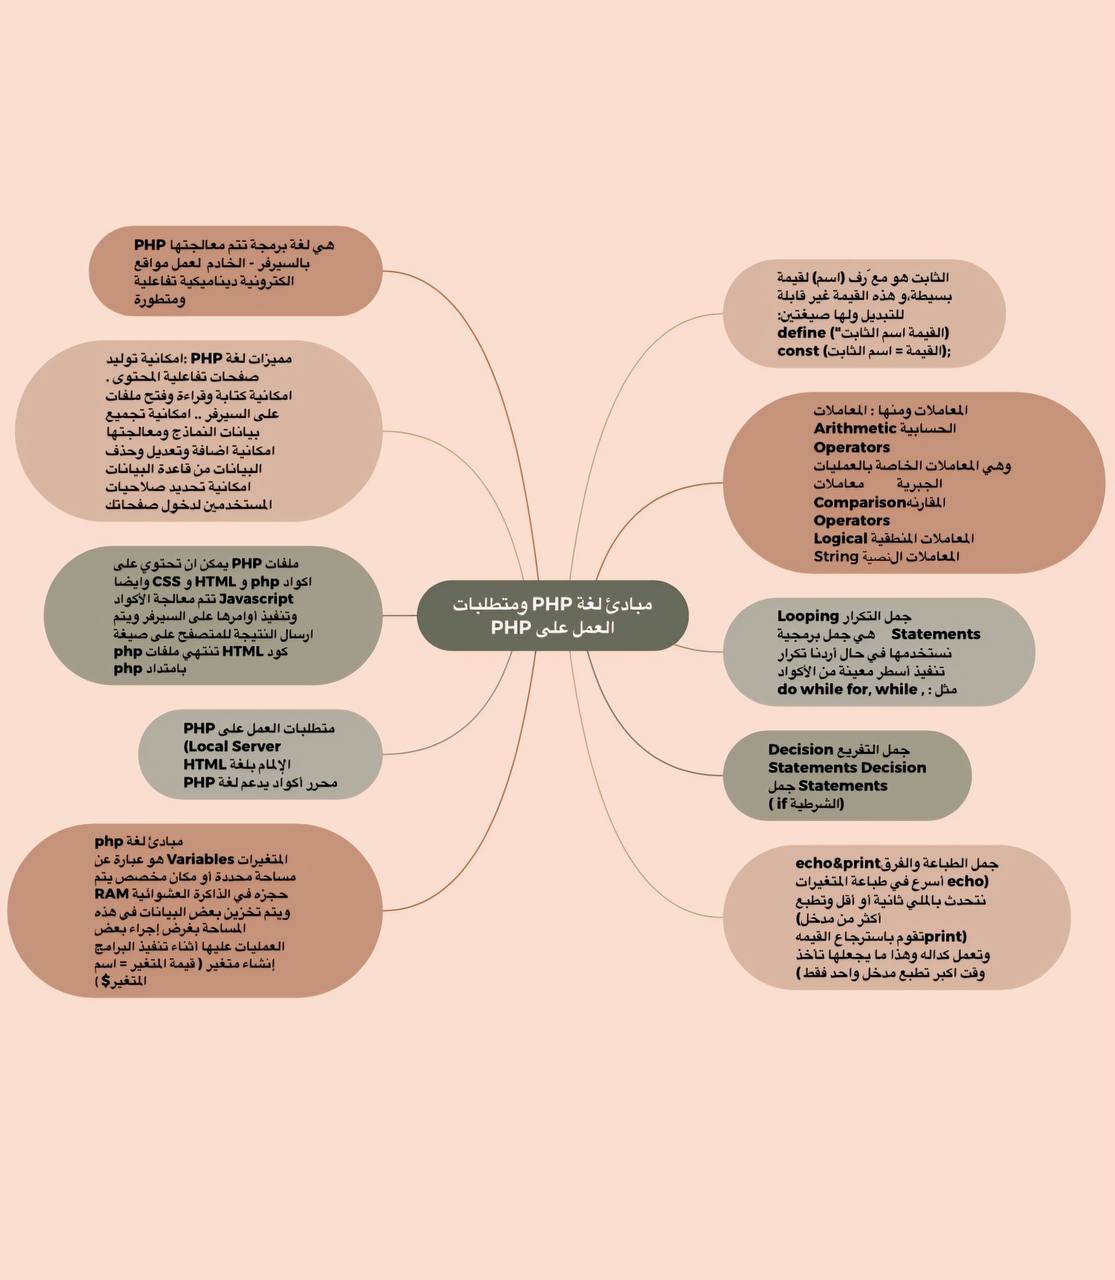 مبادئ لغة PHP ومتطلبات
العمل على PHP
الثابت هو معَرف (اسم) لقيمة
بسيطة،و هذه القيمة غير قابلة
للتبديل ولها صيغتين:
define ("القيمة اسم الثابت)
const (القيمة = اسم الثابت);
المعاملات ومنها : المعاملات
الحسابية Arithmetic
Operators
وهي المعاملات الخاصة بالعمليات
الجبرية معاملات
المقارنهComparison
Operators
المعاملات المنطقية Logical
المعاملات النصية String
جمل التكرار Looping
Statements هي جمل برمجية
نستخدمها في حال أردنا تكرار
تنفيذ أسطر معينة من الأكواد
مثل : , do while for, while
جمل التفريع Decision
Statements Decision
Statements جمل
(الشرطية if )
جمل الطباعة والفرقecho&print
(echo أسرع في طباعة المتغيرات
نتحدث بالملي ثانية أو أقل وتطبع
أكثر من مدخل)
(printتقوم باسترجاع القيمه
وتعمل كداله وهذا ما يجعلها تأخذ
وقت اكبر تطبع مدخل واحد فقط )
هي لغة برمجة تتم معالجتها PHP
بالسيرفر - الخادم لعمل مواقع
الكترونية ديناميكية تفاعلية
ومتطورة
مميزات لغة PHP :امكانية توليد
صفحات تفاعلية المحتوى .
امكانية كتابة وقراءة وفتح ملفات
على السيرفر .. امكانية تجميع
بيانات النماذج ومعالجتها
امكانية اضافة وتعديل وحذف
البيانات من قاعدة البيانات
امكانية تحديد صلاحيات
المستخدمين لدخول صفحاتك
ملفات PHP يمكن ان تحتوي على
اكواد php و HTML و CSS وايضا
Javascript تتم معالجة الأكواد
وتنفيذ أوامرها على السيرفر ويتم
ارسال النتيجة للمتصفح على صيغة
كود HTML تنتهي ملفات php
بامتداد php
متطلبات العمل على PHP
(Local Server
الإلمام بلغة HTML
محرر أكواد يدعم لغة PHP
مبادئ لغة php
المتغيرات Variables هو عبارة عن
مساحة محددة أو مكان مخصص يتم
حجزه في الذاكرة العشوائية RAM
ويتم تخزين بعض البيانات في هذه
المساحة بغرض إجراء بعض
العمليات عليها أثناء تنفيذ البرامج
إنشاء متغير ( قيمة المتغير = اسم
المتغير$ )